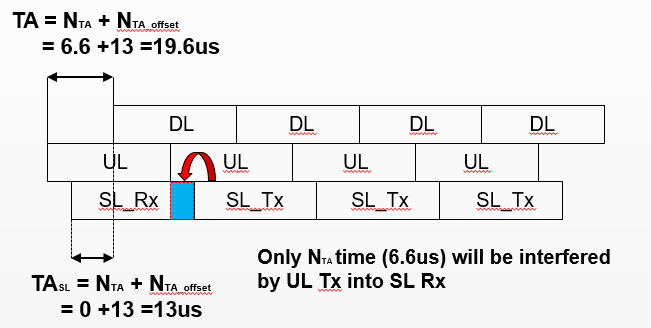 TA = NTA + NTA_offset
= 6.6 +13 =19.6us
DL DL DL DL
UL UL UL UL
SL_Rx SL_Tx SL_Tx SL_Tx
Only NTA time (6.6us) will be interfered
by UL Tx into SL Rx
TASL = NTA + NTA_offset
= 0 +13 =13us